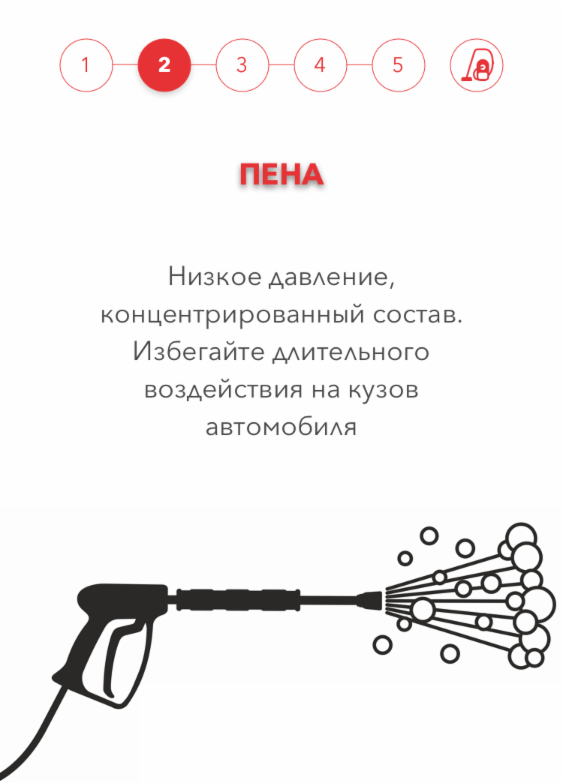 1 2 3 4 5
ПЕНА
Низкое давление,
концентрированный состав.
Избегайте длительного
воздействия на кузов
автомобиля